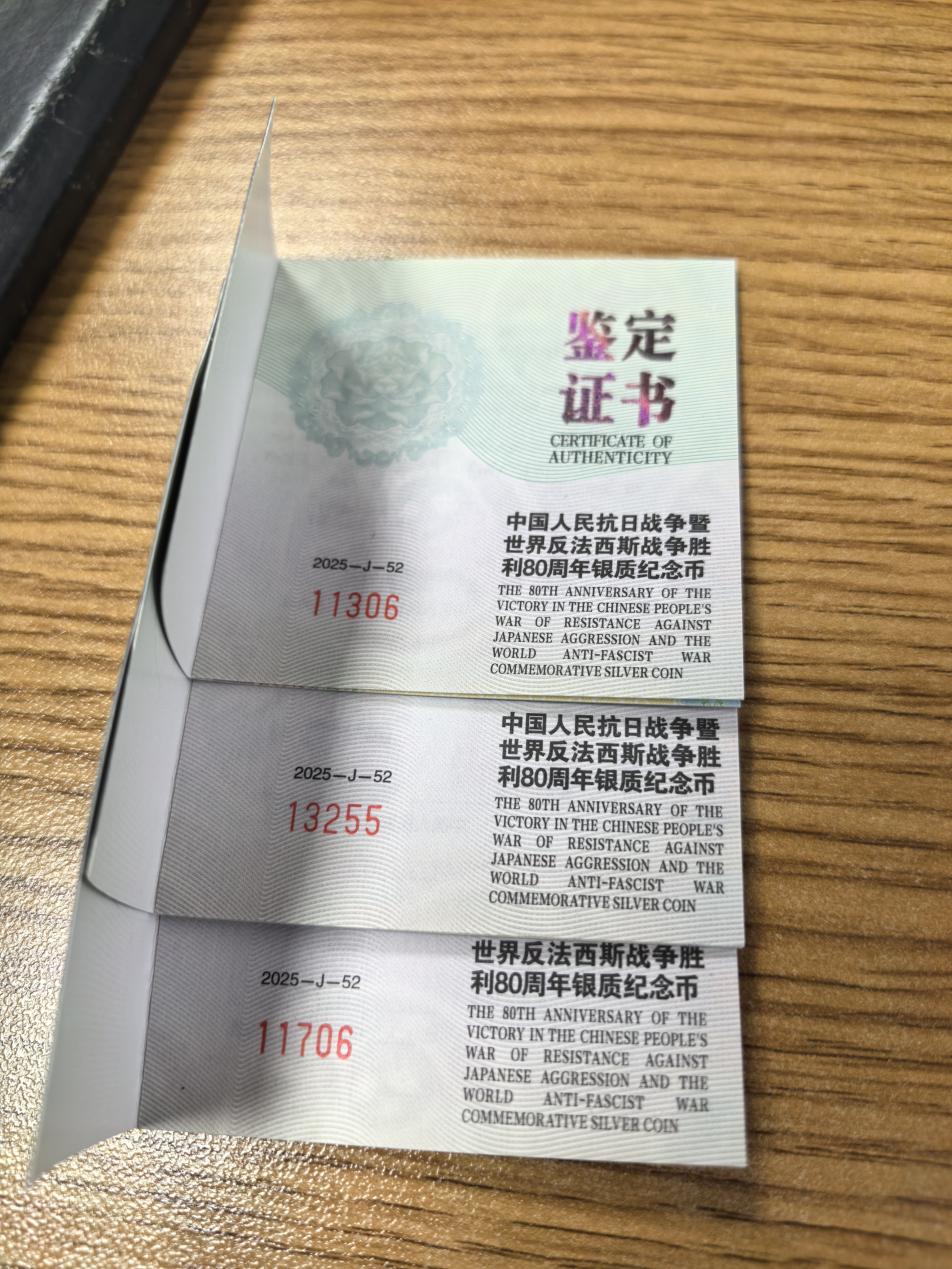 鉴定
证书
CERTIFICATE OF
AUTHENTICITY
中国人民抗日战争暨
世界反法西斯战争胜
利80周年银质纪念币
THE 80TH ANNIVERSARY OF THE
VICTORY IN THE CHINESE PEOPLE'S
WAR OF RESISTANCE AGAINST
JAPANESE AGGRESSION AND THE
WORLD ANTI-FASCIST WAR
COMMEMORATIVE SILVER COIN
2025—J—52
11306
中国人民抗日战争暨
世界反法西斯战争胜
利80周年银质纪念币
THE 80TH ANNIVERSARY OF THE
VICTORY IN THE CHINESE PEOPLE'S
WAR OF RESISTANCE AGAINST
JAPANESE AGGRESSION AND THE
WORLD ANTI-FASCIST WAR
COMMEMORATIVE SILVER COIN
2025—J—52
13255
世界反法西斯战争胜
利80周年银质纪念币
THE 80TH ANNIVERSARY OF THE
VICTORY IN THE CHINESE PEOPLE'S
WAR OF RESISTANCE AGAINST
JAPANESE AGGRESSION AND THE
WORLD ANTI-FASCIST WAR
COMMEMORATIVE SILVER COIN
2025—J—52
11706